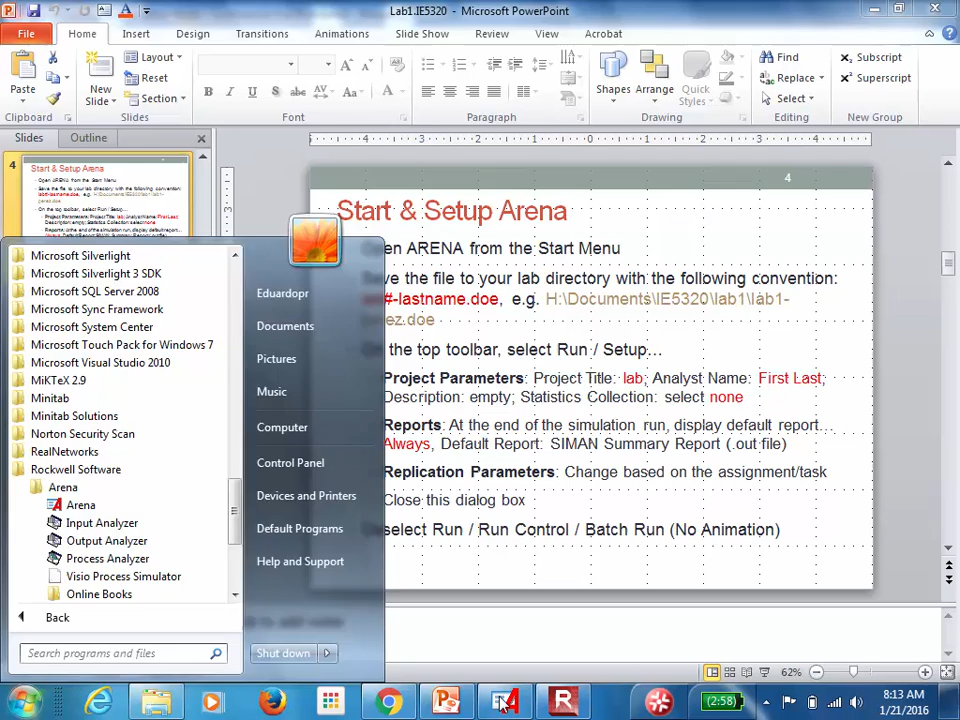 Lab1.IE5320 - Microsoft PowerPoint
File Home Insert Design Transitions Animations Slide Show Review View Acrobat
Paste
Clipboard
New
Slide
Layout
Reset
Section
Slides
Font
Paragraph
Shapes
Arrange
Quick
Styles
Drawing
Find
Replace
Select
Editing
Subscript
Superscript
New Group
Slides Outline
4
Start & Setup Arena
4
Start & Setup Arena
en ARENA from the Start Menu
ve the file to your lab directory with the following convention:
#-lastname.doe, e.g. H:\Documents\IE5320\lab1\lab1-
ez.doe
the top toolbar, select Run / Setup…
Project Parameters: Project Title: lab; Analyst Name: First Last;
Description: empty; Statistics Collection: select none
Reports: At the end of the simulation run, display default report…
Always, Default Report: SIMAN Summary Report (.out file)
Replication Parameters: Change based on the assignment/task
Close this dialog box
select Run / Run Control / Batch Run (No Animation)
Microsoft Silverlight
Microsoft Silverlight 3 SDK
Microsoft SQL Server 2008
Microsoft Sync Framework
Microsoft System Center
Microsoft Touch Pack for Windows 7
Microsoft Visual Studio 2010
MiKTeX 2.9
Minitab
Minitab Solutions
Norton Security Scan
RealNetworks
Rockwell Software
Arena
Arena
Input Analyzer
Output Analyzer
Process Analyzer
Visio Process Simulator
Online Books
Back
Search programs and files
Eduardopr
Documents
Pictures
Music
Computer
Control Panel
Devices and Printers
Default Programs
Help and Support
Shut down
62%
(2:58)
8:13 AM
1/21/2016